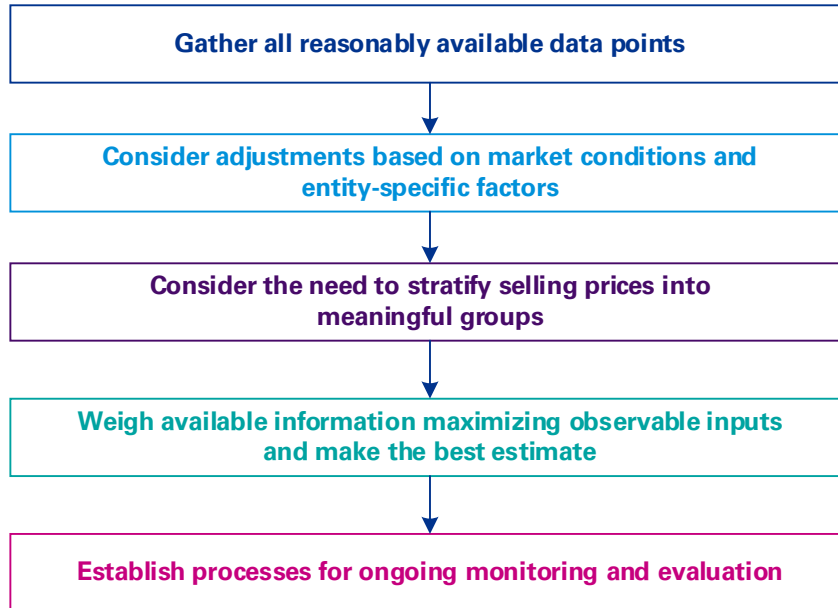 Gather all reasonably available data points
Consider adjustments based on market conditions and
entity-specific factors
Consider the need to stratify selling prices into
meaningful groups
Weigh available information maximizing observable inputs
and make the best estimate
Establish processes for ongoing monitoring and evaluation